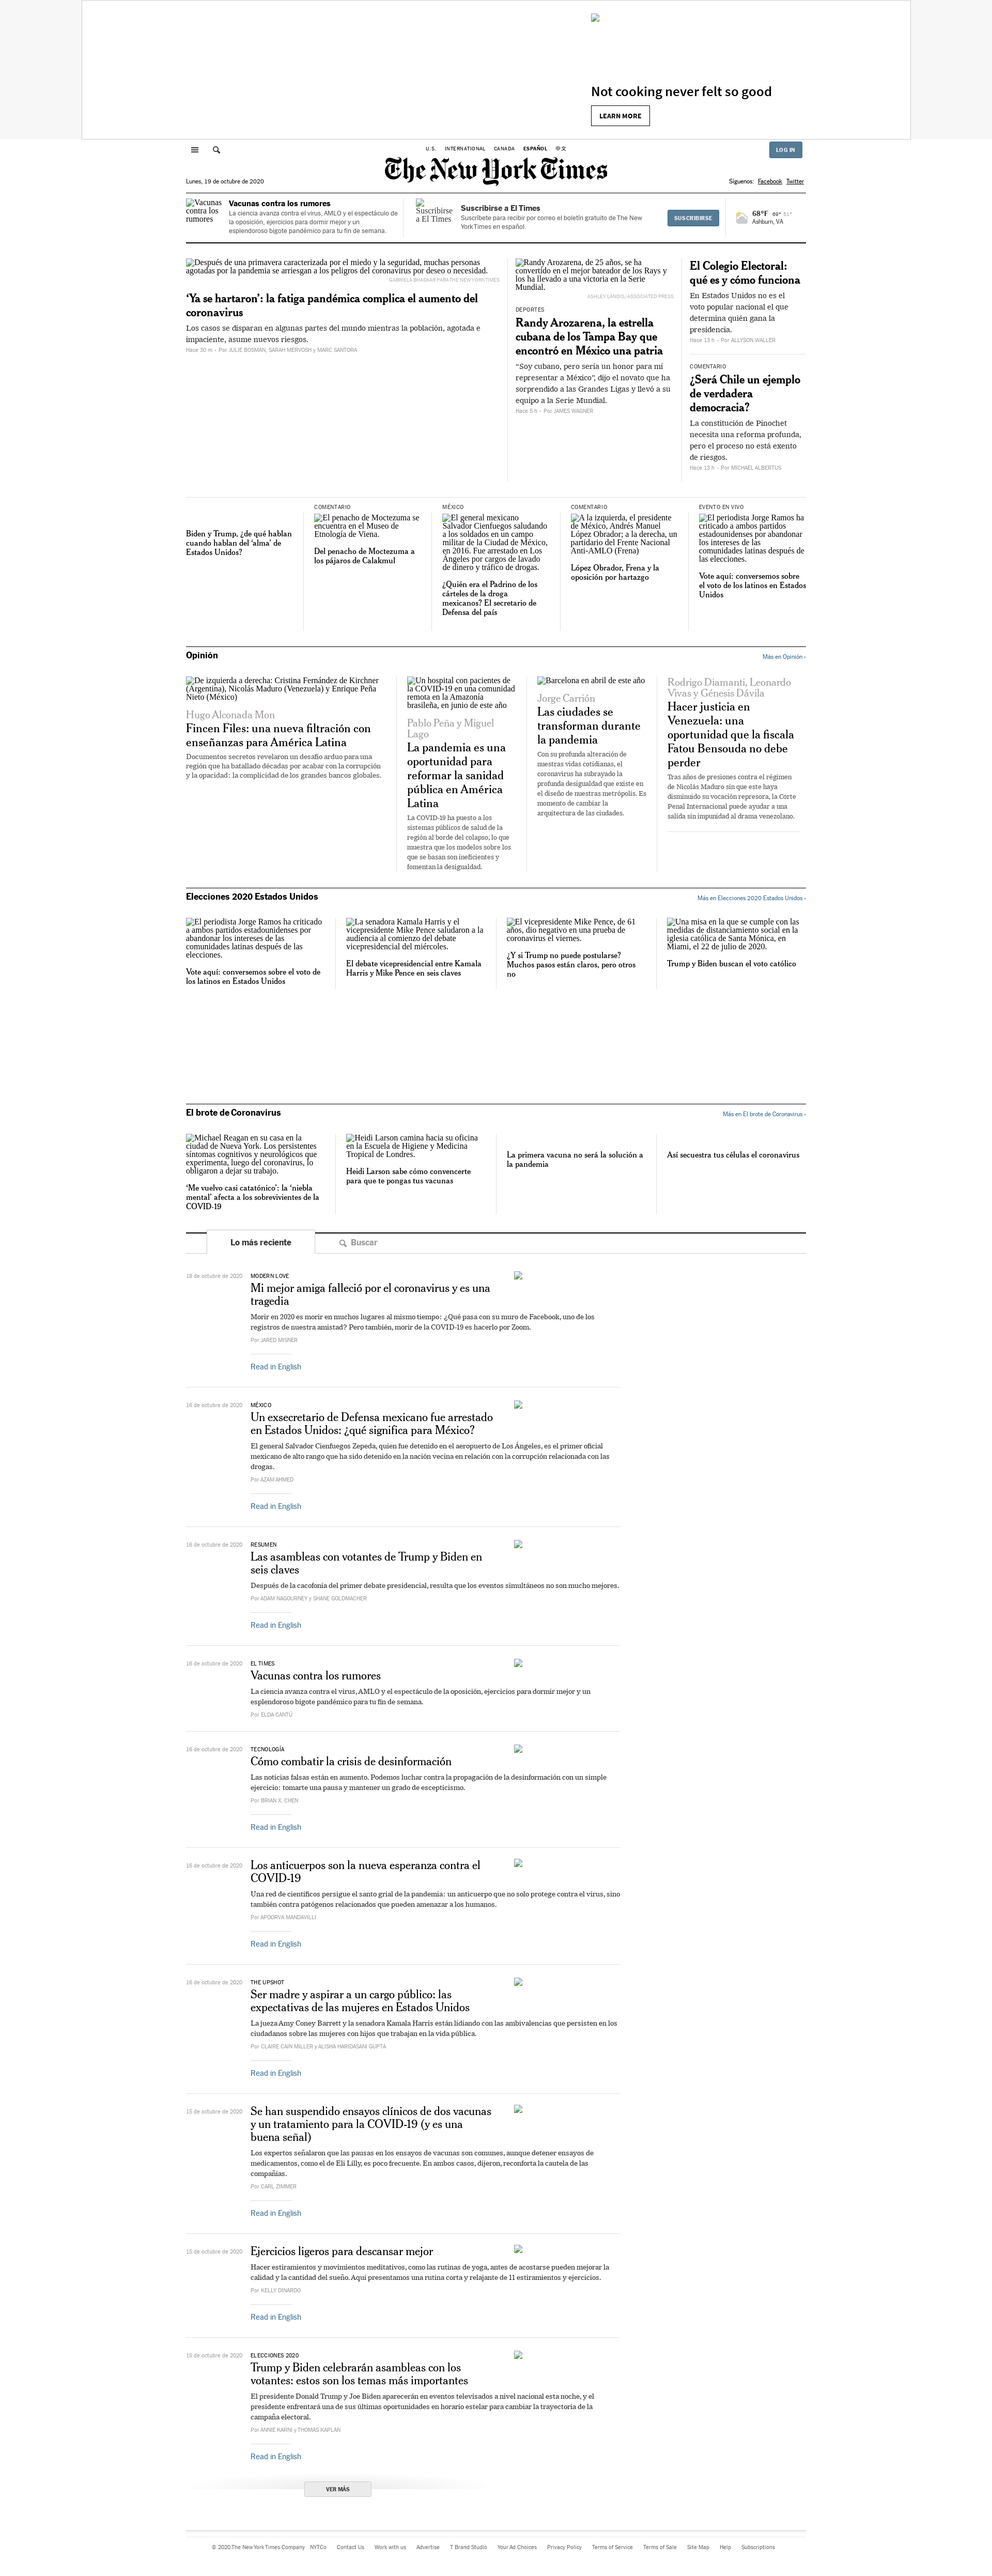 Not cooking never felt so good
LEARN MORE
U.S. INTERNATIONAL CANADA ESPAÑOL 中文
LOG IN
The New York Times
Lunes, 19 de octubre de 2020
Síguenos: Facebook Twitter
Vacunas contra los rumores
Vacunas contra los rumores
La ciencia avanza contra el virus, AMLO y el espectáculo de
la oposición, ejercicios para dormir mejor y un
esplendoroso bigote pandémico para tu fin de semana.
Suscribirse a El Times
Suscribirse a El Times
Suscríbete para recibir por correo el boletín gratuito de The New
York Times en español.
SUSCRIBIRSE
68°F 69° 51°
Ashburn, VA
Después de una primavera caracterizada por el miedo y la seguridad, muchas personas
agotadas por la pandemia se arriesgan a los peligros del coronavirus por deseo o necesidad.
GABRIELA BHASKAR PARA THE NEW YORK TIMES
‘Ya se hartaron’: la fatiga pandémica complica el aumento del
coronavirus
Los casos se disparan en algunas partes del mundo mientras la población, agotada e
impaciente, asume nuevos riesgos.
Hace 30 m • Por JULIE BOSMAN, SARAH MERVOSH y MARC SANTORA
Randy Arozarena, de 25 años, se ha
convertido en el mejor bateador de los Rays y
los ha llevado a una victoria en la Serie
Mundial.
ASHLEY LANDIS/ASSOCIATED PRESS
DEPORTES
Randy Arozarena, la estrella
cubana de los Tampa Bay que
encontró en México una patria
“Soy cubano, pero sería un honor para mí
representar a México”, dijo el novato que ha
sorprendido a las Grandes Ligas y llevó a su
equipo a la Serie Mundial.
Hace 5 h • Por JAMES WAGNER
El Colegio Electoral:
qué es y cómo funciona
En Estados Unidos no es el
voto popular nacional el que
determina quién gana la
presidencia.
Hace 13 h • Por ALLYSON WALLER
COMENTARIO
¿Será Chile un ejemplo
de verdadera
democracia?
La constitución de Pinochet
necesita una reforma profunda,
pero el proceso no está exento
de riesgos.
Hace 13 h • Por MICHAEL ALBERTUS
Biden y Trump, ¿de qué hablan
cuando hablan del ‘alma’ de
Estados Unidos?
COMENTARIO
El penacho de Moctezuma se
encuentra en el Museo de
Etnología de Viena.
Del penacho de Moctezuma a
los pájaros de Calakmul
MÉXICO
El general mexicano
Salvador Cienfuegos saludando
a los soldados en un campo
militar de la Ciudad de México,
en 2016. Fue arrestado en Los
Ángeles por cargos de lavado
de dinero y tráfico de drogas.
¿Quién era el Padrino de los
cárteles de la droga
mexicanos? El secretario de
Defensa del país
COMENTARIO
A la izquierda, el presidente
de México, Andrés Manuel
López Obrador; a la derecha, un
partidario del Frente Nacional
Anti-AMLO (Frena)
López Obrador, Frena y la
oposición por hartazgo
EVENTO EN VIVO
El periodista Jorge Ramos ha
criticado a ambos partidos
estadounidenses por abandonar
los intereses de las
comunidades latinas después de
las elecciones.
Vote aquí: conversemos sobre
el voto de los latinos en Estados
Unidos
Opinión
Más en Opinión ›
De izquierda a derecha: Cristina Fernández de Kirchner
(Argentina), Nicolás Maduro (Venezuela) y Enrique Peña
Nieto (México)
Hugo Alconada Mon
Fincen Files: una nueva filtración con
enseñanzas para América Latina
Documentos secretos revelaron un desafío arduo para una
región que ha batallado décadas por acabar con la corrupción
y la opacidad: la complicidad de los grandes bancos globales.
Un hospital con pacientes de
la COVID-19 en una comunidad
remota en la Amazonía
brasileña, en junio de este año
Pablo Peña y Miguel
Lago
La pandemia es una
oportunidad para
reformar la sanidad
pública en América
Latina
La COVID-19 ha puesto a los
sistemas públicos de salud de la
región al borde del colapso, lo que
muestra que los modelos sobre los
que se basan son ineficientes y
fomentan la desigualdad.
Barcelona en abril de este año
Jorge Carrión
Las ciudades se
transforman durante
la pandemia
Con su profunda alteración de
nuestras vidas cotidianas, el
coronavirus ha subrayado la
profunda desigualdad que existe en
el diseño de nuestras metrópolis. Es
momento de cambiar la
arquitectura de las ciudades.
Rodrigo Diamanti, Leonardo
Vivas y Génesis Dávila
Hacer justicia en
Venezuela: una
oportunidad que la fiscala
Fatou Bensouda no debe
perder
Tras años de presiones contra el régimen
de Nicolás Maduro sin que este haya
disminuido su vocación represora, la Corte
Penal Internacional puede ayudar a una
salida sin impunidad al drama venezolano.
Elecciones 2020 Estados Unidos
Más en Elecciones 2020 Estados Unidos ›
El periodista Jorge Ramos ha criticado
a ambos partidos estadounidenses por
abandonar los intereses de las
comunidades latinas después de las
elecciones.
Vote aquí: conversemos sobre el voto de
los latinos en Estados Unidos
La senadora Kamala Harris y el
vicepresidente Mike Pence saludaron a la
audiencia al comienzo del debate
vicepresidencial del miércoles.
El debate vicepresidencial entre Kamala
Harris y Mike Pence en seis claves
El vicepresidente Mike Pence, de 61
años, dio negativo en una prueba de
coronavirus el viernes.
¿Y si Trump no puede postularse?
Muchos pasos están claros, pero otros
no
Una misa en la que se cumple con las
medidas de distanciamiento social en la
iglesia católica de Santa Mónica, en
Miami, el 22 de julio de 2020.
Trump y Biden buscan el voto católico
El brote de Coronavirus
Más en El brote de Coronavirus ›
Michael Reagan en su casa en la
ciudad de Nueva York. Los persistentes
síntomas cognitivos y neurológicos que
experimenta, luego del coronavirus, lo
obligaron a dejar su trabajo.
‘Me vuelvo casi catatónico’: la ‘niebla
mental’ afecta a los sobrevivientes de la
COVID-19
Heidi Larson camina hacia su oficina
en la Escuela de Higiene y Medicina
Tropical de Londres.
Heidi Larson sabe cómo convencerte
para que te pongas tus vacunas
La primera vacuna no será la solución a
la pandemia
Así secuestra tus células el coronavirus
Lo más reciente
Buscar
18 de octubre de 2020
MODERN LOVE
Mi mejor amiga falleció por el coronavirus y es una
tragedia
Morir en 2020 es morir en muchos lugares al mismo tiempo: ¿Qué pasa con su muro de Facebook, uno de los
registros de nuestra amistad? Pero también, morir de la COVID-19 es hacerlo por Zoom.
Por JARED MISNER
Read in English
16 de octubre de 2020
MÉXICO
Un exsecretario de Defensa mexicano fue arrestado
en Estados Unidos: ¿qué significa para México?
El general Salvador Cienfuegos Zepeda, quien fue detenido en el aeropuerto de Los Ángeles, es el primer oficial
mexicano de alto rango que ha sido detenido en la nación vecina en relación con la corrupción relacionada con las
drogas.
Por AZAM AHMED
Read in English
16 de octubre de 2020
RESUMEN
Las asambleas con votantes de Trump y Biden en
seis claves
Después de la cacofonía del primer debate presidencial, resulta que los eventos simultáneos no son mucho mejores.
Por ADAM NAGOURNEY y SHANE GOLDMACHER
Read in English
16 de octubre de 2020
EL TIMES
Vacunas contra los rumores
La ciencia avanza contra el virus, AMLO y el espectáculo de la oposición, ejercicios para dormir mejor y un
esplendoroso bigote pandémico para tu fin de semana.
Por ELDA CANTÚ
16 de octubre de 2020
TECNOLOGÍA
Cómo combatir la crisis de desinformación
Las noticias falsas están en aumento. Podemos luchar contra la propagación de la desinformación con un simple
ejercicio: tomarte una pausa y mantener un grado de escepticismo.
Por BRIAN X. CHEN
Read in English
16 de octubre de 2020
Los anticuerpos son la nueva esperanza contra el
COVID-19
Una red de científicos persigue el santo grial de la pandemia: un anticuerpo que no solo protege contra el virus, sino
también contra patógenos relacionados que pueden amenazar a los humanos.
Por APOORVA MANDAVILLI
Read in English
16 de octubre de 2020
THE UPSHOT
Ser madre y aspirar a un cargo público: las
expectativas de las mujeres en Estados Unidos
La jueza Amy Coney Barrett y la senadora Kamala Harris están lidiando con las ambivalencias que persisten en los
ciudadanos sobre las mujeres con hijos que trabajan en la vida pública.
Por CLAIRE CAIN MILLER y ALISHA HARIDASANI GUPTA
Read in English
15 de octubre de 2020
Se han suspendido ensayos clínicos de dos vacunas
y un tratamiento para la COVID-19 (y es una
buena señal)
Los expertos señalaron que las pausas en los ensayos de vacunas son comunes, aunque detener ensayos de
medicamentos, como el de Eli Lilly, es poco frecuente. En ambos casos, dijeron, reconforta la cautela de las
compañías.
Por CARL ZIMMER
Read in English
15 de octubre de 2020
Ejercicios ligeros para descansar mejor
Hacer estiramientos y movimientos meditativos, como las rutinas de yoga, antes de acostarse pueden mejorar la
calidad y la cantidad del sueño. Aquí presentamos una rutina corta y relajante de 11 estiramientos y ejercicios.
Por KELLY DINARDO
Read in English
15 de octubre de 2020
ELECCIONES 2020
Trump y Biden celebrarán asambleas con los
votantes: estos son los temas más importantes
El presidente Donald Trump y Joe Biden aparecerán en eventos televisados a nivel nacional esta noche, y el
presidente enfrentará una de sus últimas oportunidades en horario estelar para cambiar la trayectoria de la
campaña electoral.
Por ANNIE KARNI y THOMAS KAPLAN
Read in English
VER MÁS
© 2020 The New York Times Company NYTCo Contact Us Work with us Advertise T Brand Studio Your Ad Choices Privacy Policy Terms of Service Terms of Sale Site Map Help Subscriptions